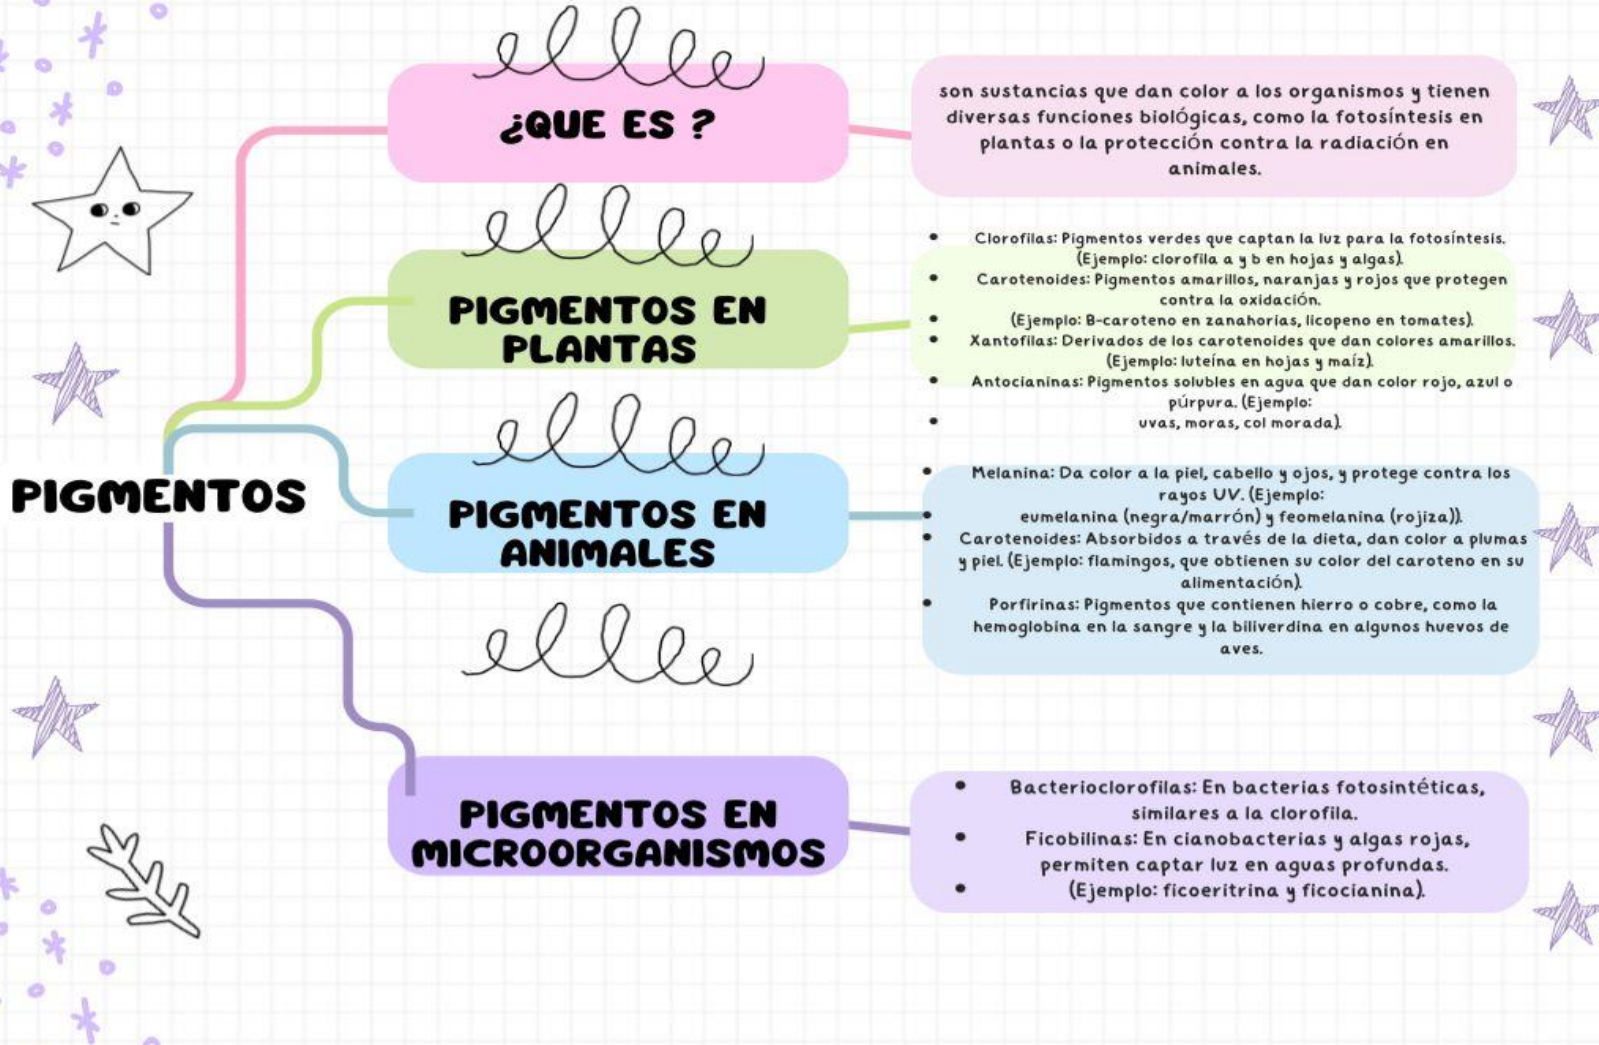 PIGMENTOS
¿QUE ES ?
son sustancias que dan color a los organismos y tienen
diversas funciones biológicas, como la fotosíntesis en
plantas o la protección contra la radiación en
animales.
PIGMENTOS EN
PLANTAS
• Clorofilas: Pigmentos verdes que captan la luz para la fotosíntesis.
(Ejemplo: clorofila a y b en hojas y algas).
• Carotenoides: Pigmentos amarillos, naranjas y rojos que protegen
contra la oxidación.
• (Ejemplo: B-caroteno en zanahorias, licopeno en tomates).
• Xantofilas: Derivados de los carotenoides que dan colores amarillos.
(Ejemplo: luteína en hojas y maíz).
• Antocianinas: Pigmentos solubles en agua que dan color rojo, azul o
púrpura. (Ejemplo:
• uvas, moras, col morada).
PIGMENTOS EN
ANIMALES
• Melanina: Da color a la piel, cabello y ojos, y protege contra los
rayos UV. (Ejemplo:
• eumelanina (negra/marrón) y feomelanina (rojiza)).
• Carotenoides: Absorbidos a través de la dieta, dan color a plumas
y piel. (Ejemplo: flamingos, que obtienen su color del caroteno en su
alimentación).
• Porfirinas: Pigmentos que contienen hierro o cobre, como la
hemoglobina en la sangre y la biliverdina en algunos huevos de
aves.
PIGMENTOS EN
MICROORGANISMOS
• Bacterioclorofilas: En bacterias fotosintéticas,
similares a la clorofila.
• Ficobilinas: En cianobacterias y algas rojas,
permiten captar luz en aguas profundas.
• (Ejemplo: ficoeritrina y ficocianina).